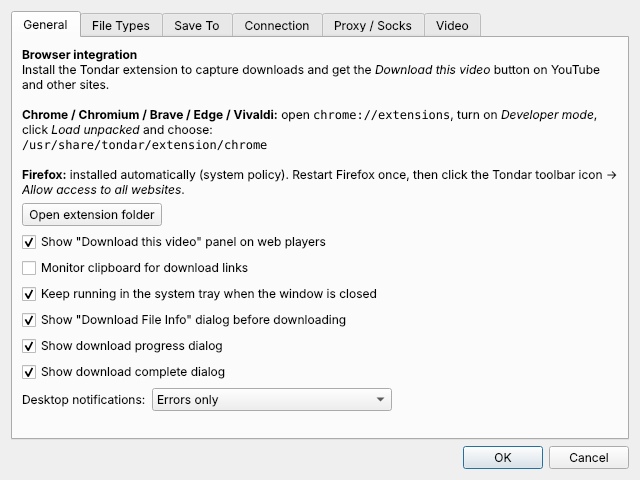 General
File Types
Save To
Connection
Proxy / Socks
Video
Browser integration
Install the Tondar extension to capture downloads and get the Download this video button on YouTube
and other sites.
Chrome / Chromium / Brave / Edge / Vivaldi: open chrome://extensions, turn on Developer mode,
click Load unpacked and choose:
/usr/share/tondar/extension/chrome
Firefox: installed automatically (system policy). Restart Firefox once, then click the Tondar toolbar icon →
Allow access to all websites.
Open extension folder
Show "Download this video" panel on web players
Monitor clipboard for download links
Keep running in the system tray when the window is closed
Show "Download File Info" dialog before downloading
Show download progress dialog
Show download complete dialog
Desktop notifications: Errors only
OK
Cancel